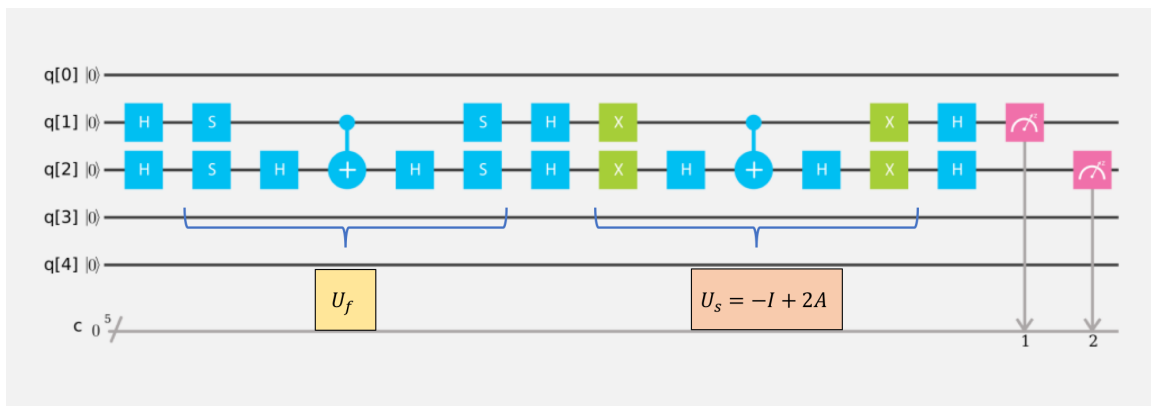 q[0] |0⟩
q[1] |0⟩ H S S H X X H
q[2] |0⟩ H S H + H S H X H + H X H
q[3] |0⟩
q[4] |0⟩
U_f
U_s = −I + 2A
c 0 5
1 2